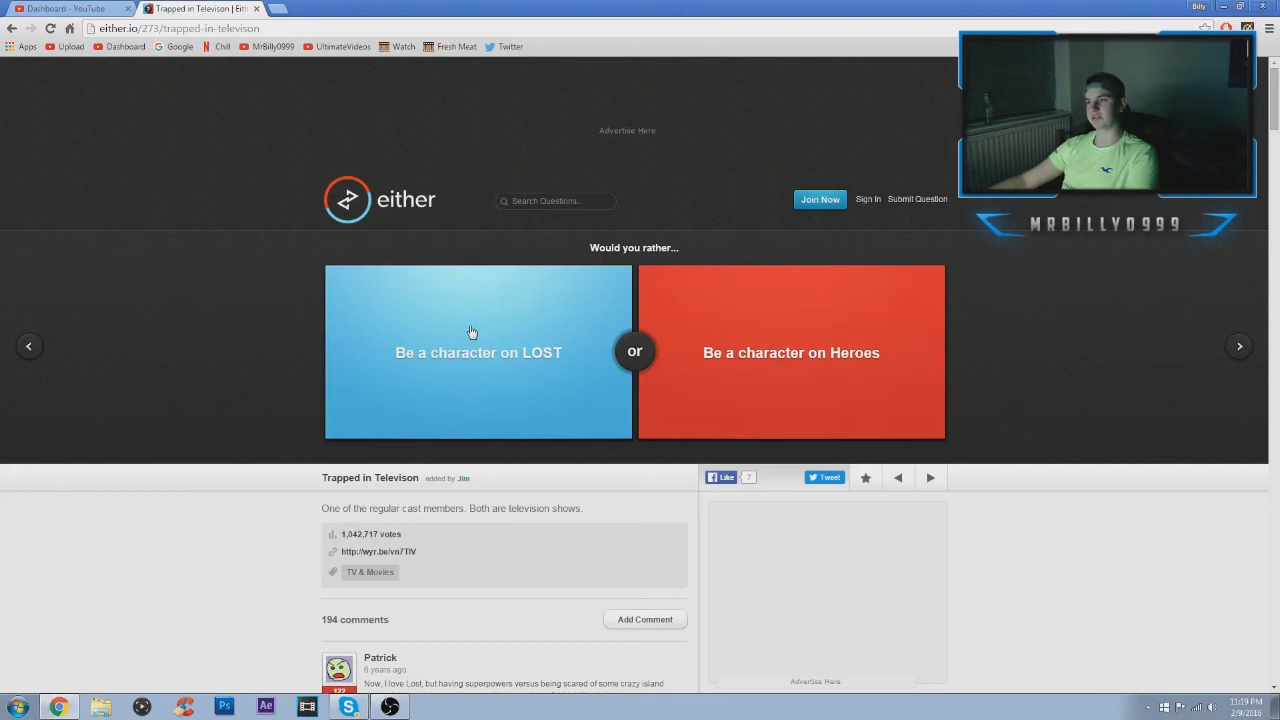 Dashboard - YouTube
Trapped in Televison | Eith
Billy
either.io/273/trapped-in-televison
Apps
Upload
Dashboard
Google
Chill
MrBilly0999
UltimateVideos
Watch
Fresh Meat
Twitter
Advertise Here
either
Search Questions...
Join Now
Sign In
Submit Question
MRBILLY0999
Would you rather...
Be a character on LOST
or
Be a character on Heroes
Trapped in Televison added by Jim
Like
7
Tweet
One of the regular cast members. Both are television shows.
1,042,717 votes
http://wyr.be/vn7TlV
TV & Movies
194 comments
Add Comment
Patrick
6 years ago
122
Now, I love Lost, but having superpowers versus being scared of some crazy island
Advertise Here
Ps
Ae
11:19 PM
2/9/2016